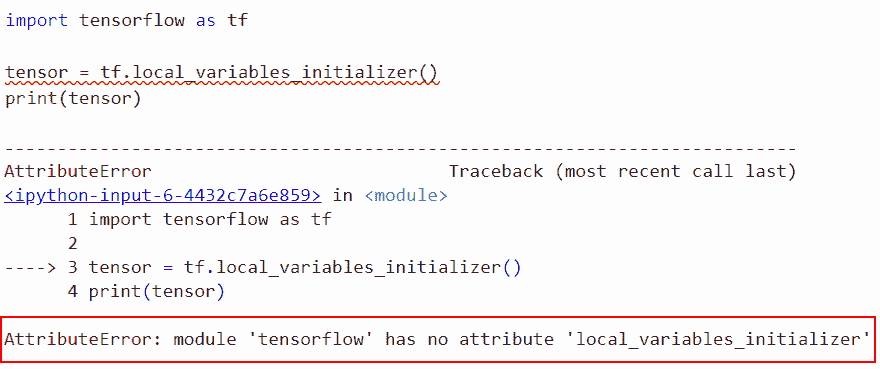 import tensorflow as tf
tensor = tf.local_variables_initializer()
print(tensor)
---------------------------------------------------------------------------
AttributeError Traceback (most recent call last)
<ipython-input-6-4432c7a6e859> in <module>
1 import tensorflow as tf
2
----> 3 tensor = tf.local_variables_initializer()
4 print(tensor)
AttributeError: module 'tensorflow' has no attribute 'local_variables_initializer'